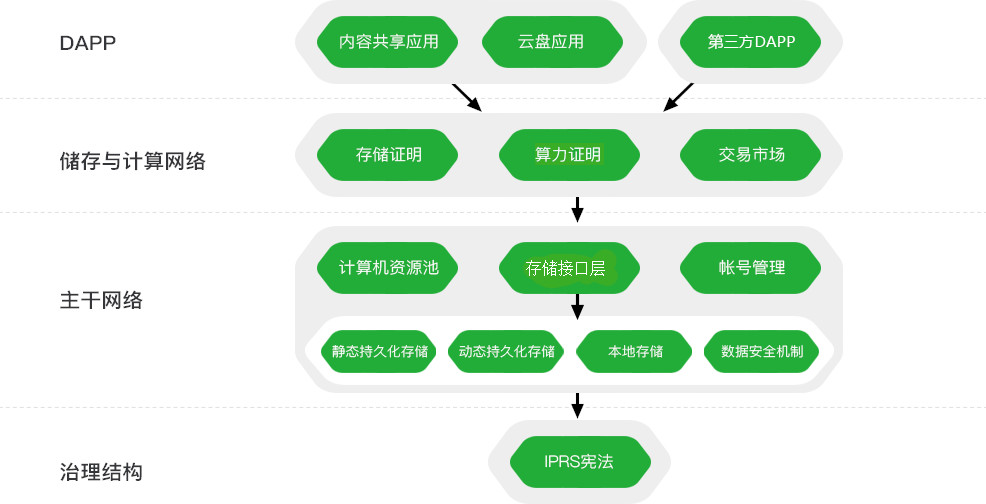 DAPP
内容共享应用
云盘应用
第三方DAPP
储存与计算网络
存储证明
算力证明
交易市场
主干网络
计算机资源池
存储接口层
帐号管理
静态持久化存储
动态持久化存储
本地存储
数据安全机制
治理结构
IPRS宪法